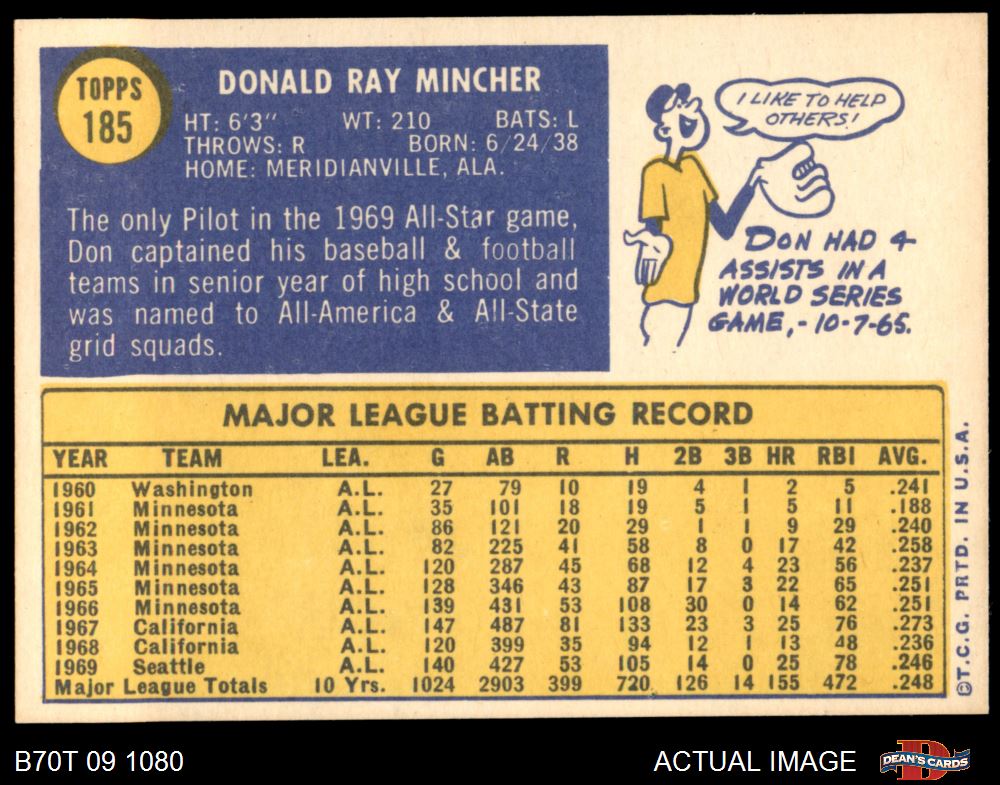 TOPPS
185
DONALD RAY MINCHER
HT: 6'3" WT: 210 BATS: L
THROWS: R BORN: 6/24/38
HOME: MERIDIANVILLE, ALA.
The only Pilot in the 1969 All-Star game,
Don captained his baseball & football
teams in senior year of high school and
was named to All-America & All-State
grid squads.
I LIKE TO HELP
OTHERS!
DON HAD 4
ASSISTS IN A
WORLD SERIES
GAME,-10-7-65.
MAJOR LEAGUE BATTING RECORD
YEAR TEAM LEA. G AB R H 2B 3B HR RBI AVG.
1960 Washington A.L. 27 79 10 19 4 1 2 5 .241
1961 Minnesota A.L. 35 101 18 19 5 1 5 11 .188
1962 Minnesota A.L. 86 121 20 29 1 1 9 29 .240
1963 Minnesota A.L. 82 225 41 58 8 0 17 42 .258
1964 Minnesota A.L. 120 287 45 68 12 4 23 56 .237
1965 Minnesota A.L. 128 346 43 87 17 3 22 65 .251
1966 Minnesota A.L. 139 431 53 108 30 0 14 62 .251
1967 California A.L. 147 487 81 133 23 3 25 76 .273
1968 California A.L. 120 399 35 94 12 1 13 48 .236
1969 Seattle A.L. 140 427 53 105 14 0 25 78 .246
Major League Totals 10 Yrs. 1024 2903 399 720 126 14 155 472 .248
©T.C.G. PRTD. IN U.S.A.
B70T 09 1080
ACTUAL IMAGE
DEAN'S CARDS